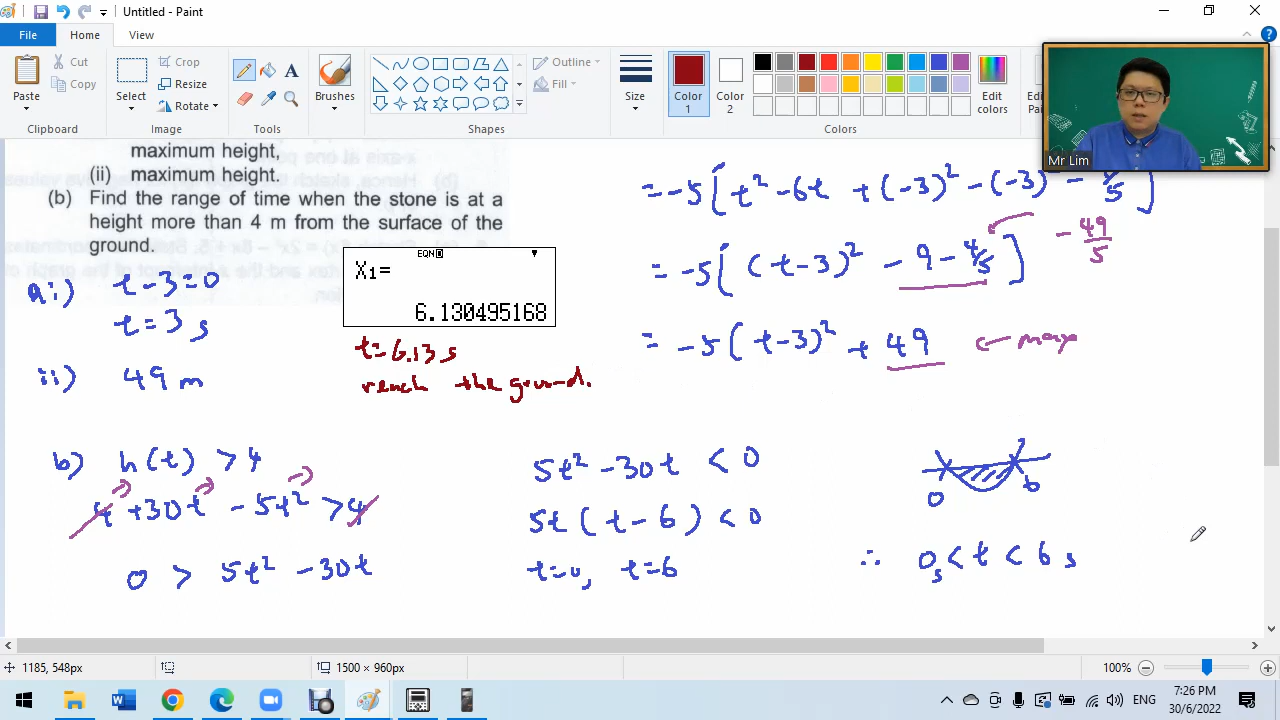 Untitled - Paint
File
Home
View
Paste
Cut
Copy
Clipboard
Select
Crop
Resize
Rotate
Image
Tools
Brushes
Shapes
Outline
Fill
Size
Color 1
Color 2
Colors
Edit colors
Mr Lim
maximum height,
(ii) maximum height.
(b) Find the range of time when the stone is at a
height more than 4 m from the surface of the
ground.
a i) t - 3 = 0
t = 3 s
ii) 49 m
EQN D
X1=
6.130495168
t = 6.13 s
reach the ground.
= -5[t² - 6t + (-3)² - (-3)
= -5[(t-3)² - 9 - 4/5]
- 49/5
= -5(t-3)² + 49
b) h(t) > 4
4 + 30t - 5t² > 4
0 > 5t² - 30t
5t² - 30t < 0
5t(t - 6) < 0
t=0, t=6
0 6
∴ 0s < t < 6 s
1185, 548px
1500 × 960px
100%
ENG
7:26 PM
30/6/2022